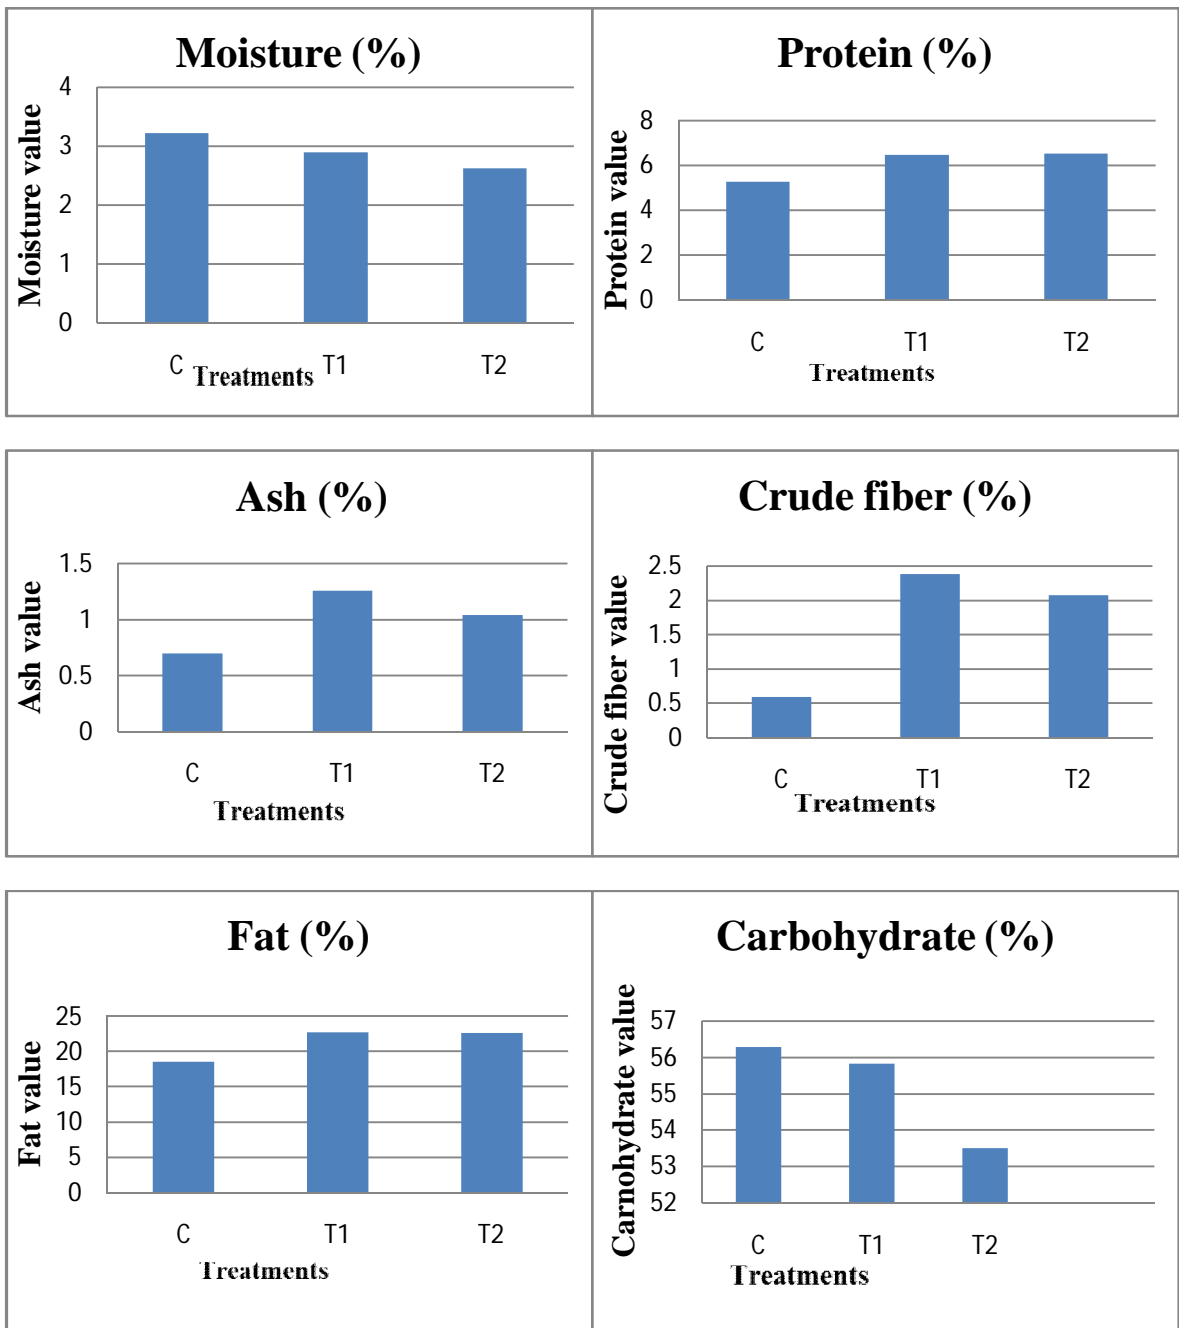 Moisture (%)
Moisture value
4
3
2
1
0
C T1 T2
Treatments
Protein (%)
Protein value
8
6
4
2
0
C T1 T2
Treatments
Ash (%)
Ash value
1.5
1
0.5
0
C T1 T2
Treatments
Crude fiber (%)
Crude fiber value
2.5
2
1.5
1
0.5
0
C T1 T2
Treatments
Fat (%)
Fat value
25
20
15
10
5
0
C T1 T2
Treatments
Carbohydrate (%)
Carnohydrate value
57
56
55
54
53
52
C T1 T2
Treatments